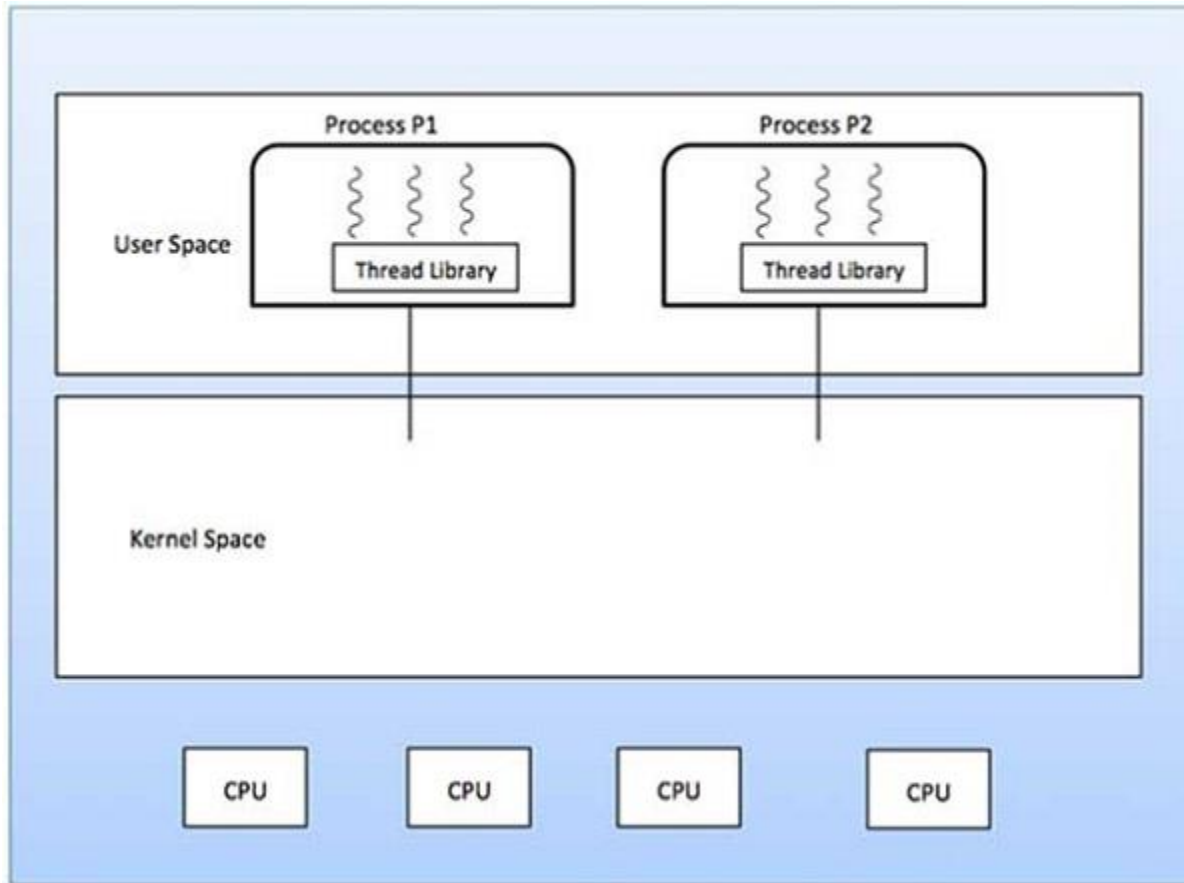 Process P1
Process P2
User Space
Thread Library
Thread Library
Kernel Space
CPU
CPU
CPU
CPU